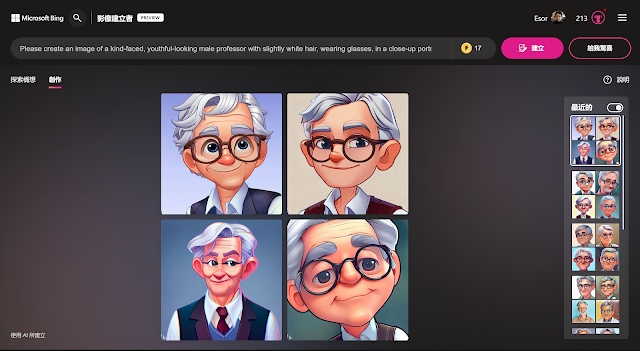 Microsoft Bing
影像建立者
PREVIEW
Esor
213
Please create an image of a kind-faced, youthful-looking male professor with slightly white hair, wearing glasses, in a close-up portr
17
建立
給我驚喜
探索構想
創作
說明
最近的
使用 AI 所建立